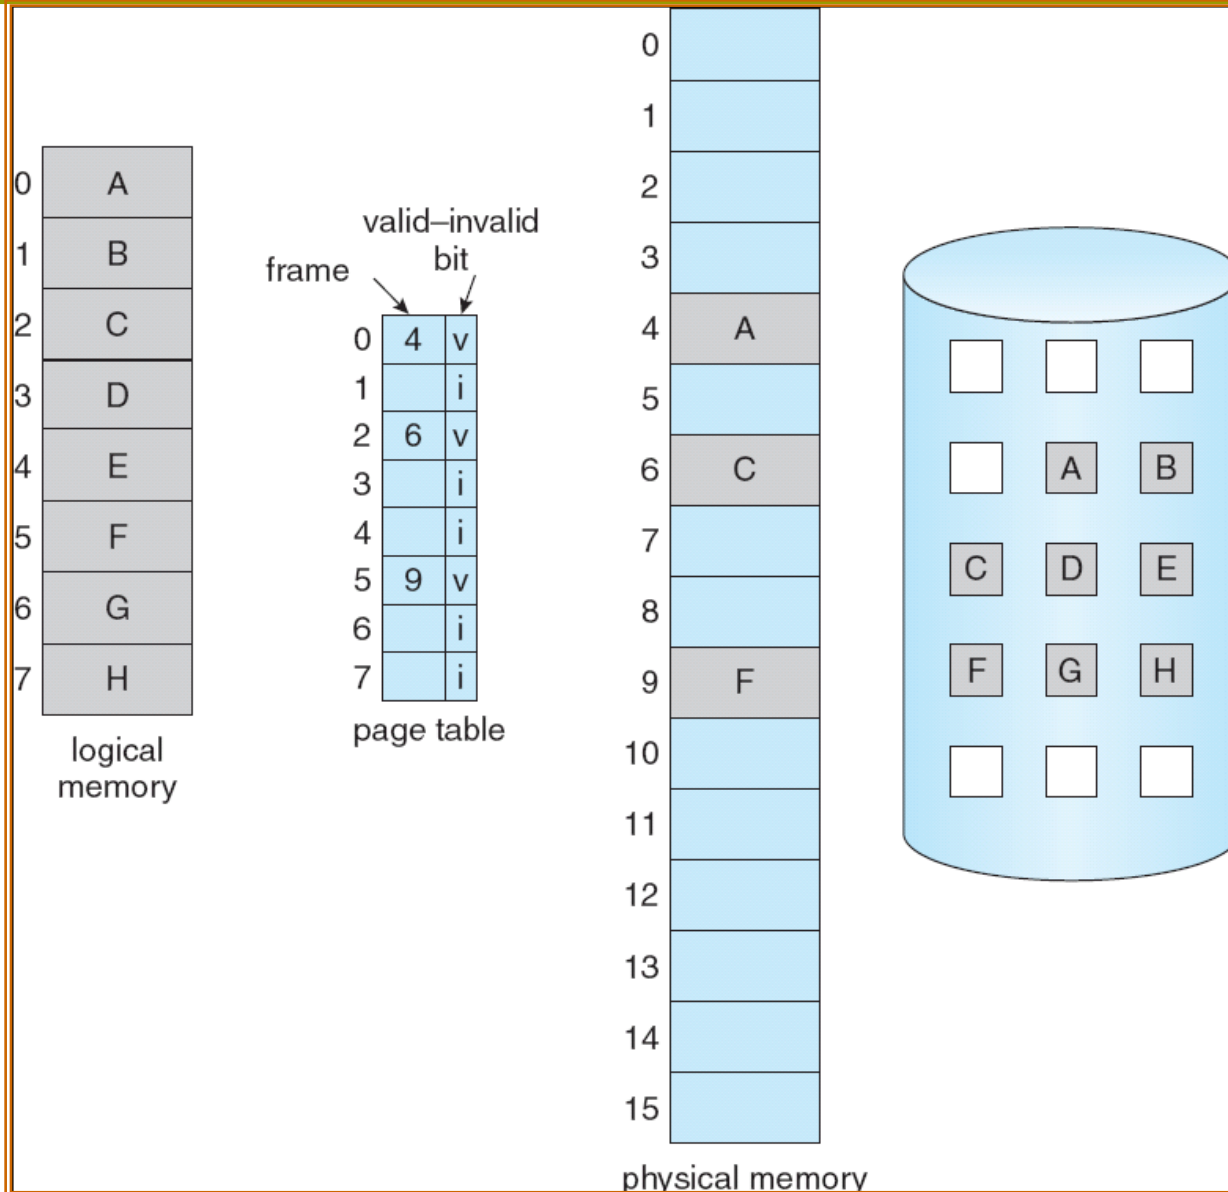 0 A
1 B
2 C
3 D
4 E
5 F
6 G
7 H
logical
memory
valid–invalid
bit
frame
0 4 v
1 i
2 6 v
3 i
4 i
5 9 v
6 i
7 i
page table
0
1
2
3
4 A
5
6 C
7
8
9 F
10
11
12
13
14
15
physical memory
A B
C D E
F G H